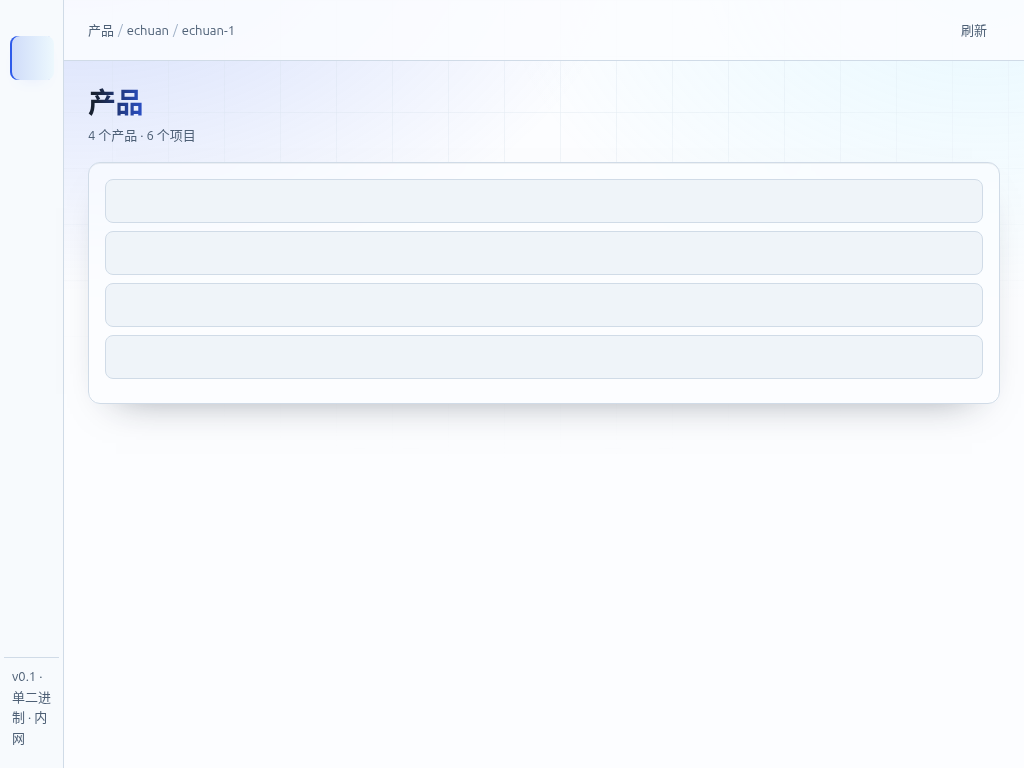 产品 / echuan / echuan-1
刷新
产品
4 个产品 · 6 个项目
v0.1 ·
单二进
制 · 内
网